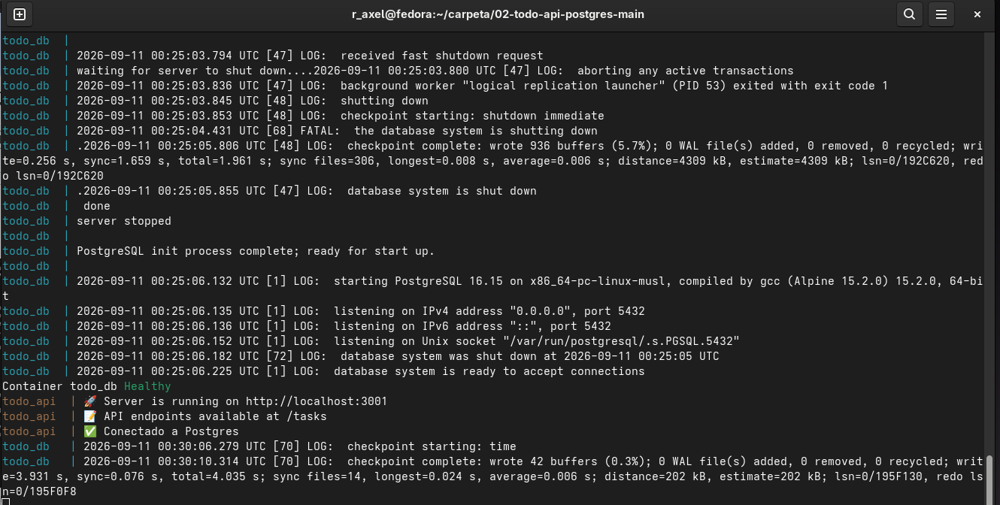 r_axel@fedora:~/carpeta/02-todo-api-postgres-main
todo_db  |
todo_db  | 2026-09-11 00:25:03.794 UTC [47] LOG:  received fast shutdown request
todo_db  | waiting for server to shut down....2026-09-11 00:25:03.800 UTC [47] LOG:  aborting any active transactions
todo_db  | 2026-09-11 00:25:03.836 UTC [47] LOG:  background worker "logical replication launcher" (PID 53) exited with exit code 1
todo_db  | 2026-09-11 00:25:03.845 UTC [48] LOG:  shutting down
todo_db  | 2026-09-11 00:25:03.853 UTC [48] LOG:  checkpoint starting: shutdown immediate
todo_db  | 2026-09-11 00:25:04.431 UTC [68] FATAL:  the database system is shutting down
todo_db  | .2026-09-11 00:25:05.806 UTC [48] LOG:  checkpoint complete: wrote 936 buffers (5.7%); 0 WAL file(s) added, 0 removed, 0 recycled; wri
te=0.256 s, sync=1.659 s, total=1.961 s; sync files=306, longest=0.008 s, average=0.006 s; distance=4309 kB, estimate=4309 kB; lsn=0/192C620, red
o lsn=0/192C620
todo_db  | .2026-09-11 00:25:05.855 UTC [47] LOG:  database system is shut down
todo_db  |  done
todo_db  | server stopped
todo_db  |
todo_db  | PostgreSQL init process complete; ready for start up.
todo_db  |
todo_db  | 2026-09-11 00:25:06.132 UTC [1] LOG:  starting PostgreSQL 16.15 on x86_64-pc-linux-musl, compiled by gcc (Alpine 15.2.0) 15.2.0, 64-bi
t
todo_db  | 2026-09-11 00:25:06.135 UTC [1] LOG:  listening on IPv4 address "0.0.0.0", port 5432
todo_db  | 2026-09-11 00:25:06.136 UTC [1] LOG:  listening on IPv6 address "::", port 5432
todo_db  | 2026-09-11 00:25:06.152 UTC [1] LOG:  listening on Unix socket "/var/run/postgresql/.s.PGSQL.5432"
todo_db  | 2026-09-11 00:25:06.182 UTC [72] LOG:  database system was shut down at 2026-09-11 00:25:05 UTC
todo_db  | 2026-09-11 00:25:06.225 UTC [1] LOG:  database system is ready to accept connections
Container todo_db Healthy
todo_api  | 🚀 Server is running on http://localhost:3001
todo_api  | 📝 API endpoints available at /tasks
todo_api  | ✅ Conectado a Postgres
todo_db   | 2026-09-11 00:30:06.279 UTC [70] LOG:  checkpoint starting: time
todo_db   | 2026-09-11 00:30:10.314 UTC [70] LOG:  checkpoint complete: wrote 42 buffers (0.3%); 0 WAL file(s) added, 0 removed, 0 recycled; writ
e=3.931 s, sync=0.076 s, total=4.035 s; sync files=14, longest=0.024 s, average=0.006 s; distance=202 kB, estimate=202 kB; lsn=0/195F130, redo ls
n=0/195F0F8